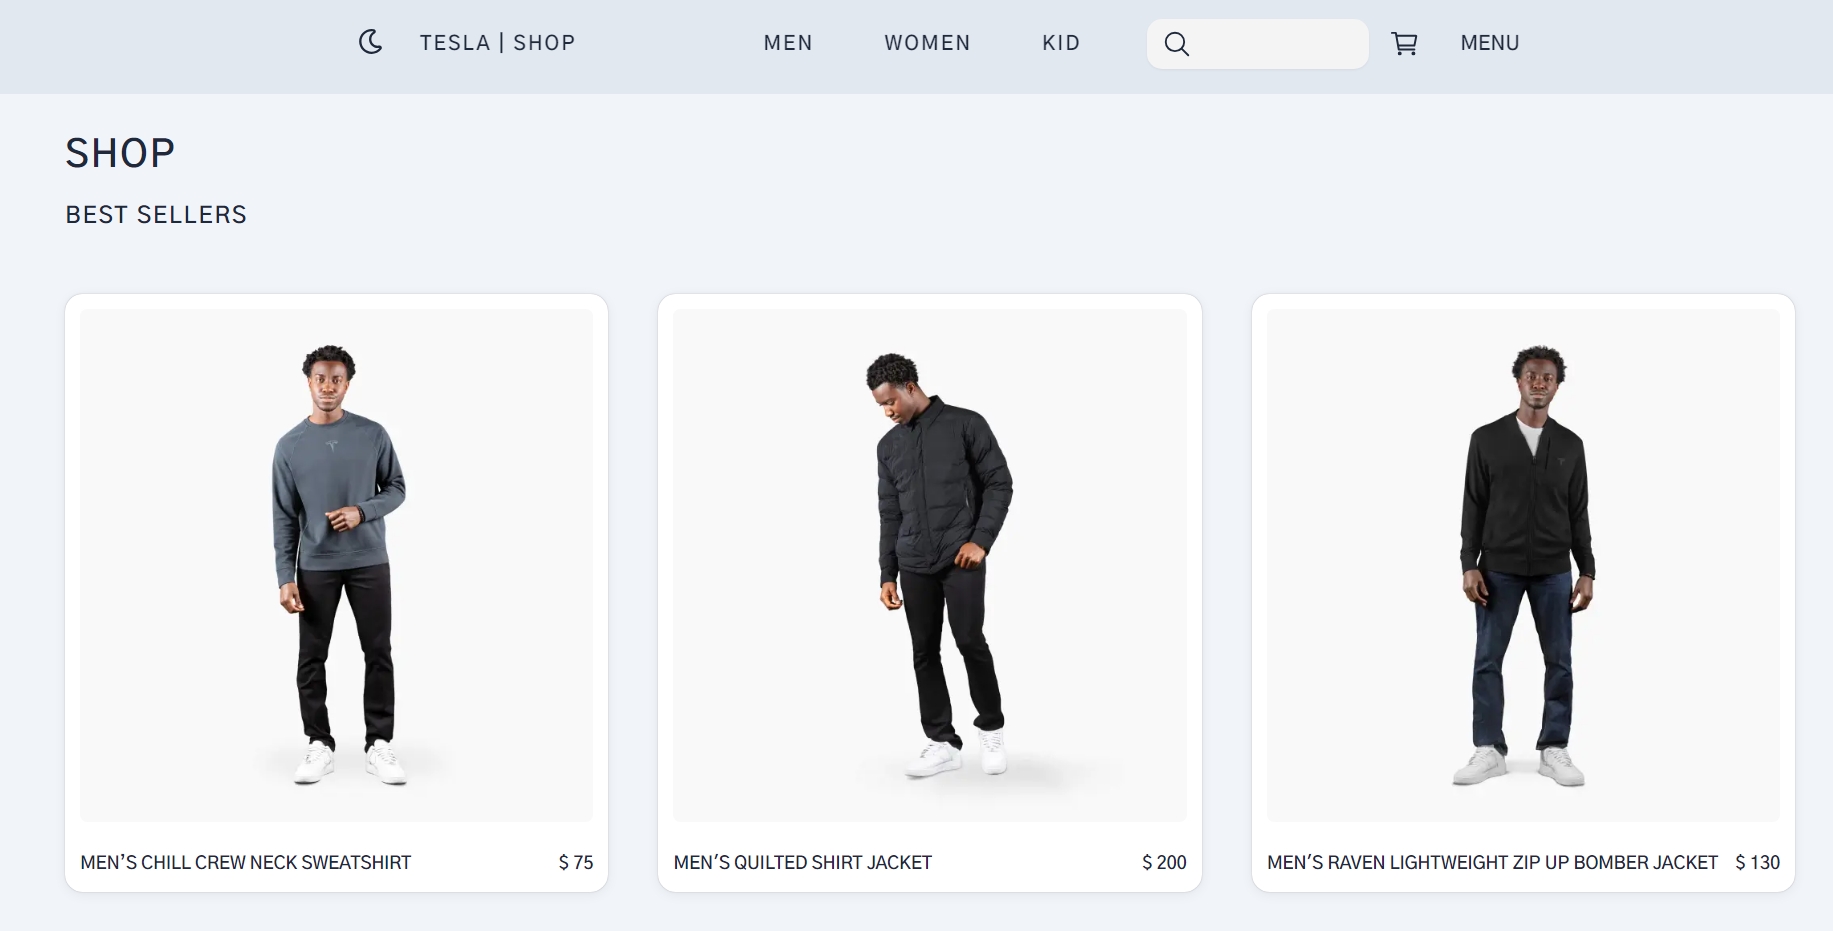 TESLA | SHOP MEN WOMEN KID MENU
SHOP
BEST SELLERS
MEN’S CHILL CREW NECK SWEATSHIRT $ 75
MEN'S QUILTED SHIRT JACKET $ 200
MEN'S RAVEN LIGHTWEIGHT ZIP UP BOMBER JACKET $ 130